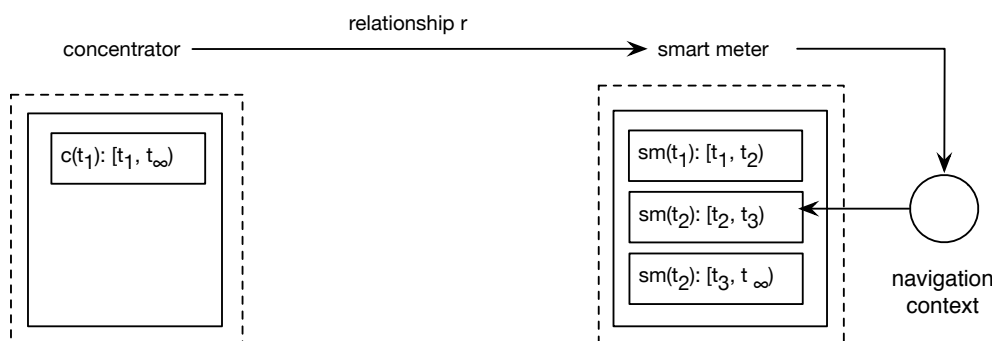 relationship r
concentrator
smart meter
c(t1): [t1, t∞)
sm(t1): [t1, t2)
sm(t2): [t2, t3)
sm(t2): [t3, t ∞)
navigation
context